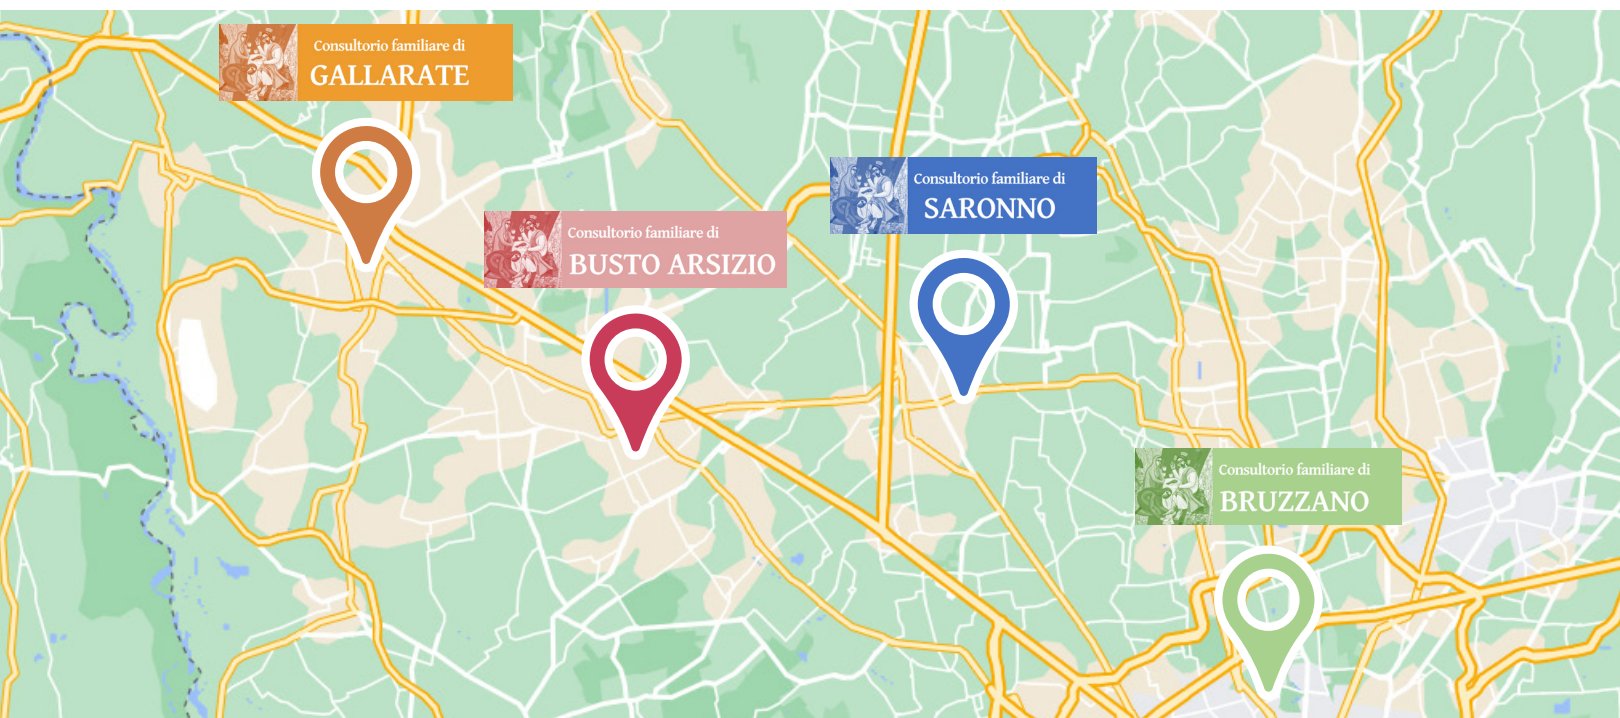 Consultorio familiare di
GALLARATE
Consultorio familiare di
SARONNO
Consultorio familiare di
BUSTO ARSIZIO
Consultorio familiare di
BRUZZANO